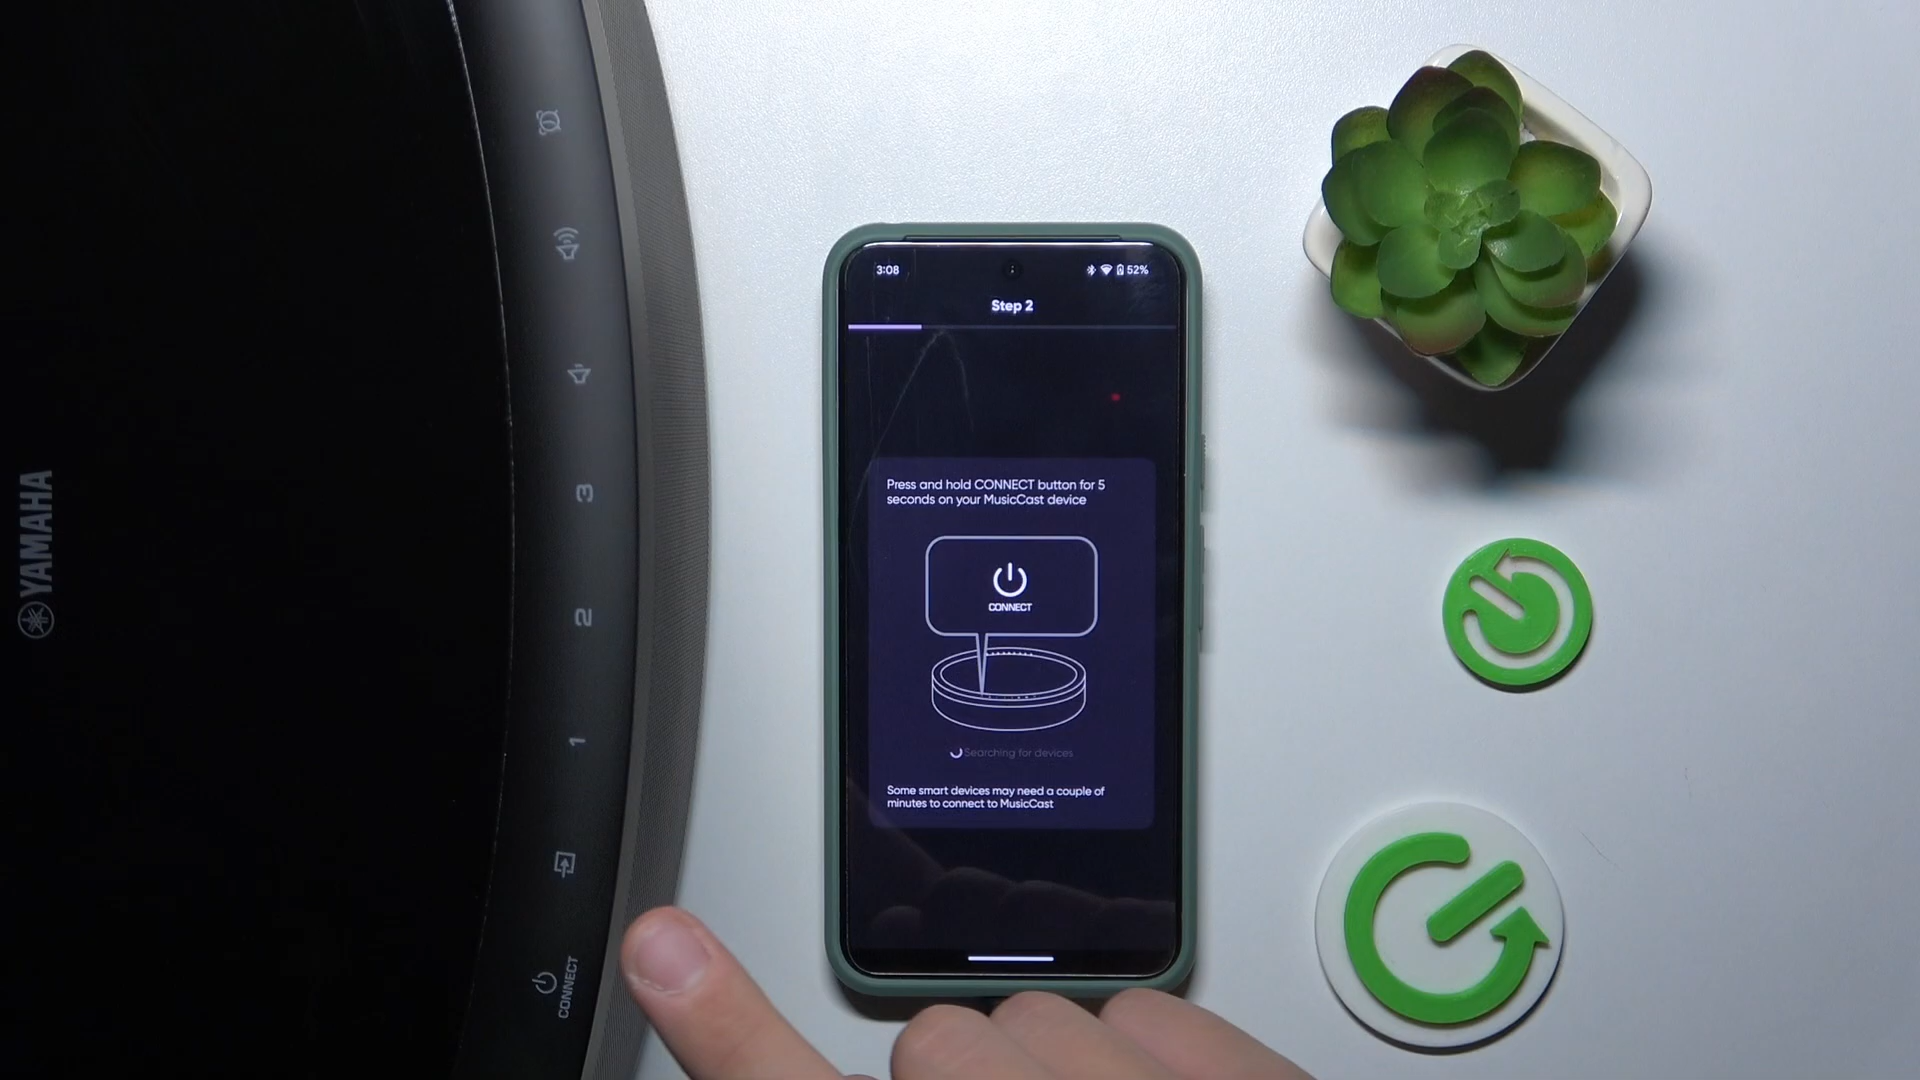 YAMAHA
3
2
1
CONNECT
3:08
52%
Step 2
Press and hold CONNECT button for 5
seconds on your MusicCast device
CONNECT
Searching for devices
Some smart devices may need a couple of
minutes to connect to MusicCast